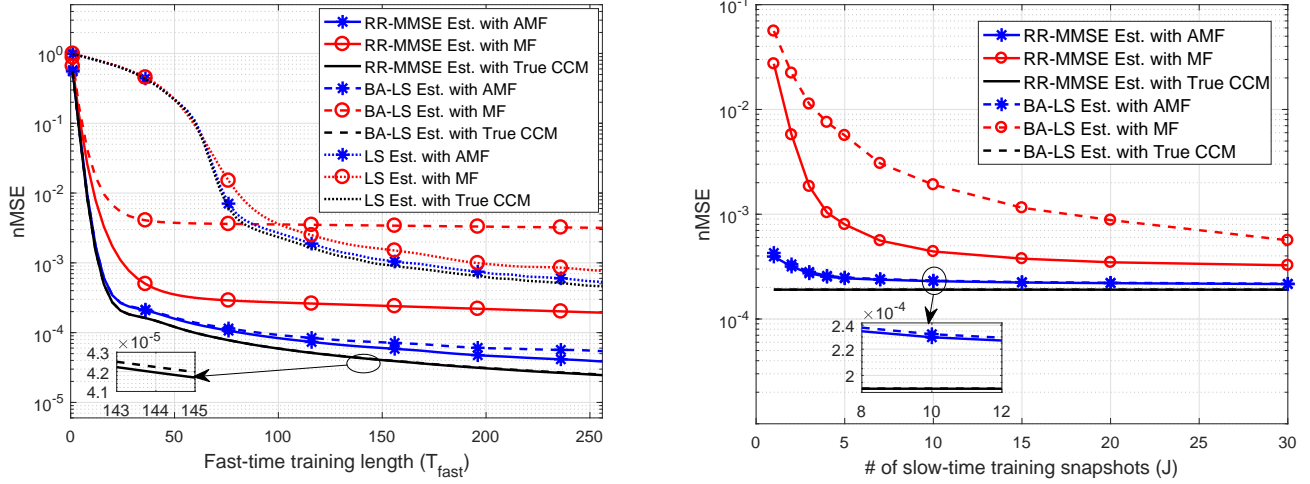 10^0
10^-1
10^-2
10^-3
10^-4
10^-5
nMSE
RR-MMSE Est. with AMF
RR-MMSE Est. with MF
RR-MMSE Est. with True CCM
BA-LS Est. with AMF
BA-LS Est. with MF
BA-LS Est. with True CCM
LS Est. with AMF
LS Est. with MF
LS Est. with True CCM
×10^-5
4.3
4.2
4.1
143 144 145
0 50 100 150 200 250
Fast-time training length (T_fast)
10^-1
10^-2
10^-3
10^-4
nMSE
RR-MMSE Est. with AMF
RR-MMSE Est. with MF
RR-MMSE Est. with True CCM
BA-LS Est. with AMF
BA-LS Est. with MF
BA-LS Est. with True CCM
×10^-4
2.4
2.2
2
8 10 12
0 5 10 15 20 25 30
# of slow-time training snapshots (J)